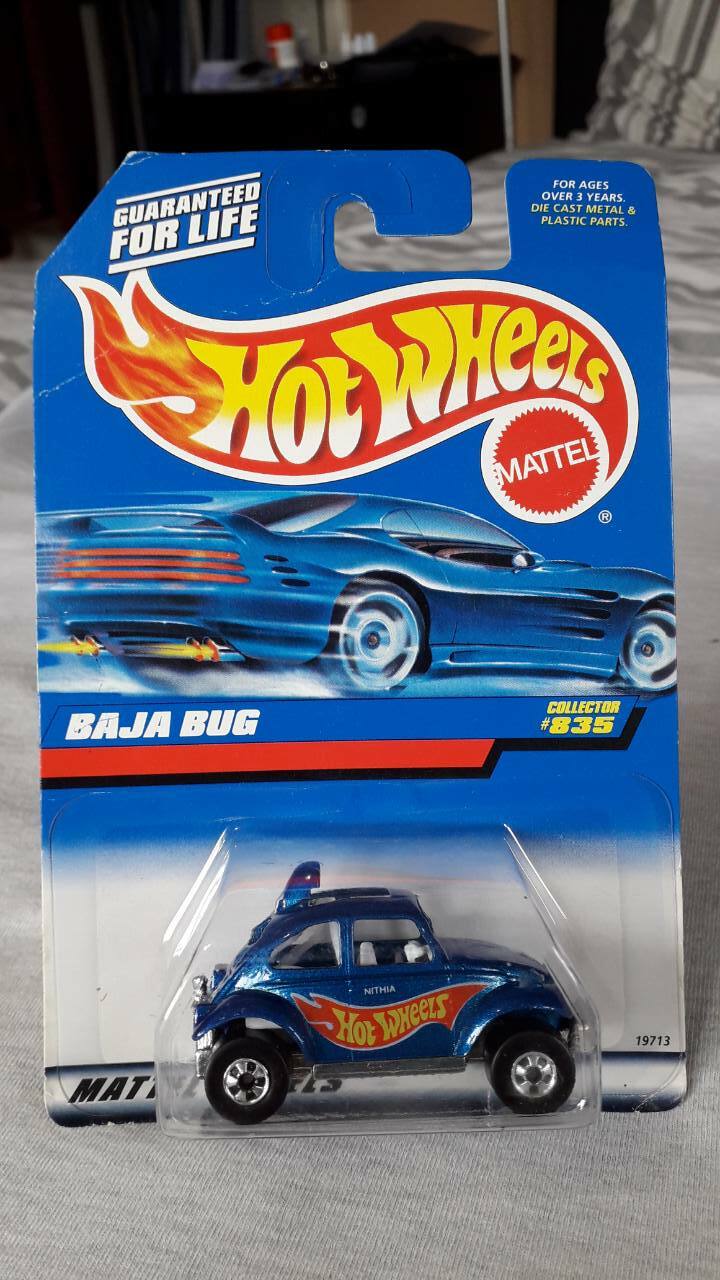 GUARANTEED
FOR LIFE
FOR AGES
OVER 3 YEARS.
DIE CAST METAL &
PLASTIC PARTS.
HOT WHEELS
MATTEL
®
BAJA BUG
COLLECTOR
#835
NITHIA
HOT WHEELS
19713